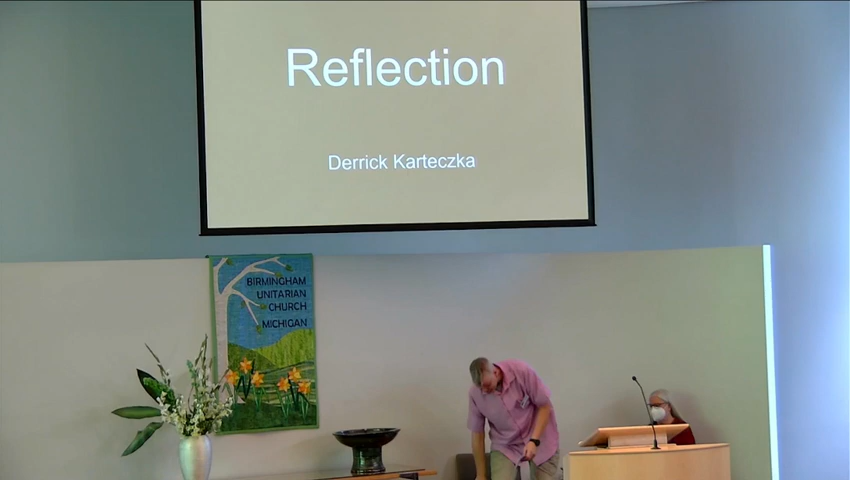 Reflection
Derrick Karteczka
BIRMINGHAM
UNITARIAN
CHURCH
MICHIGAN